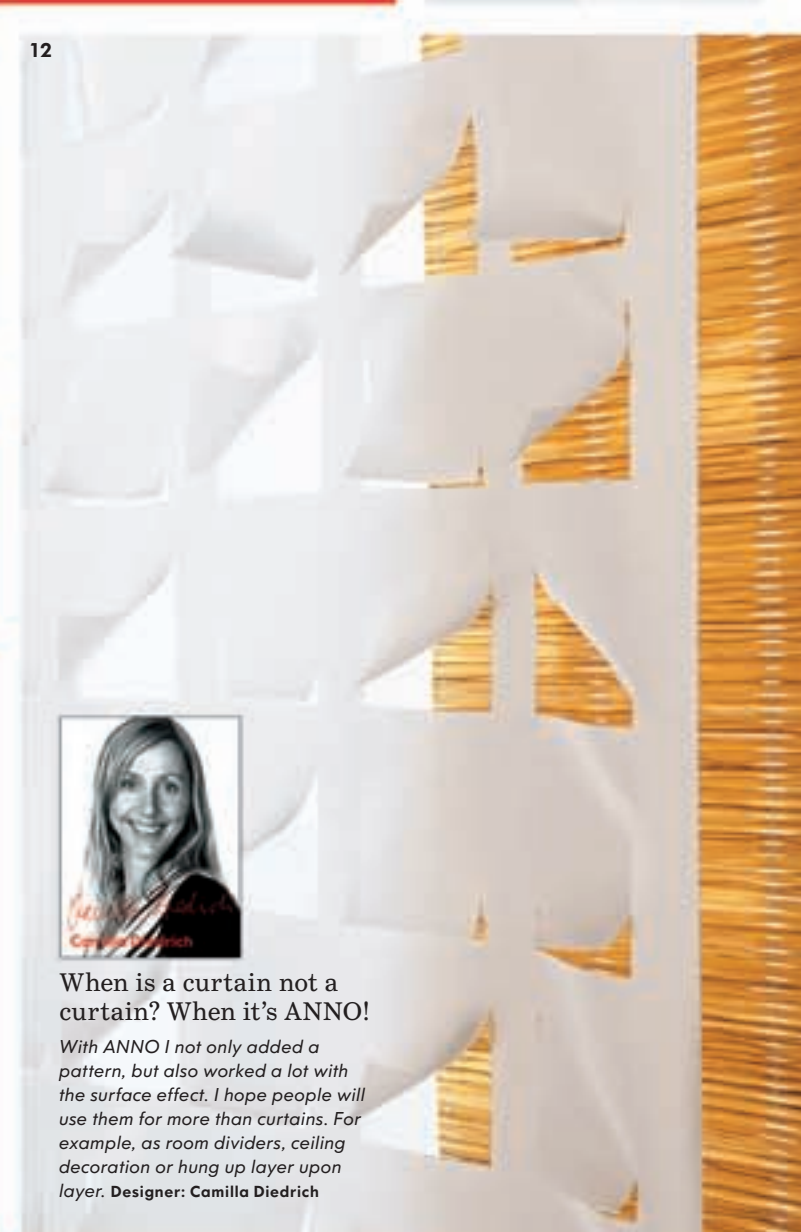 12
Camilla Diedrich
When is a curtain not a
curtain? When it’s ANNO!
With ANNO I not only added a
pattern, but also worked a lot with
the surface effect. I hope people will
use them for more than curtains. For
example, as room dividers, ceiling
decoration or hung up layer upon
layer. Designer: Camilla Diedrich